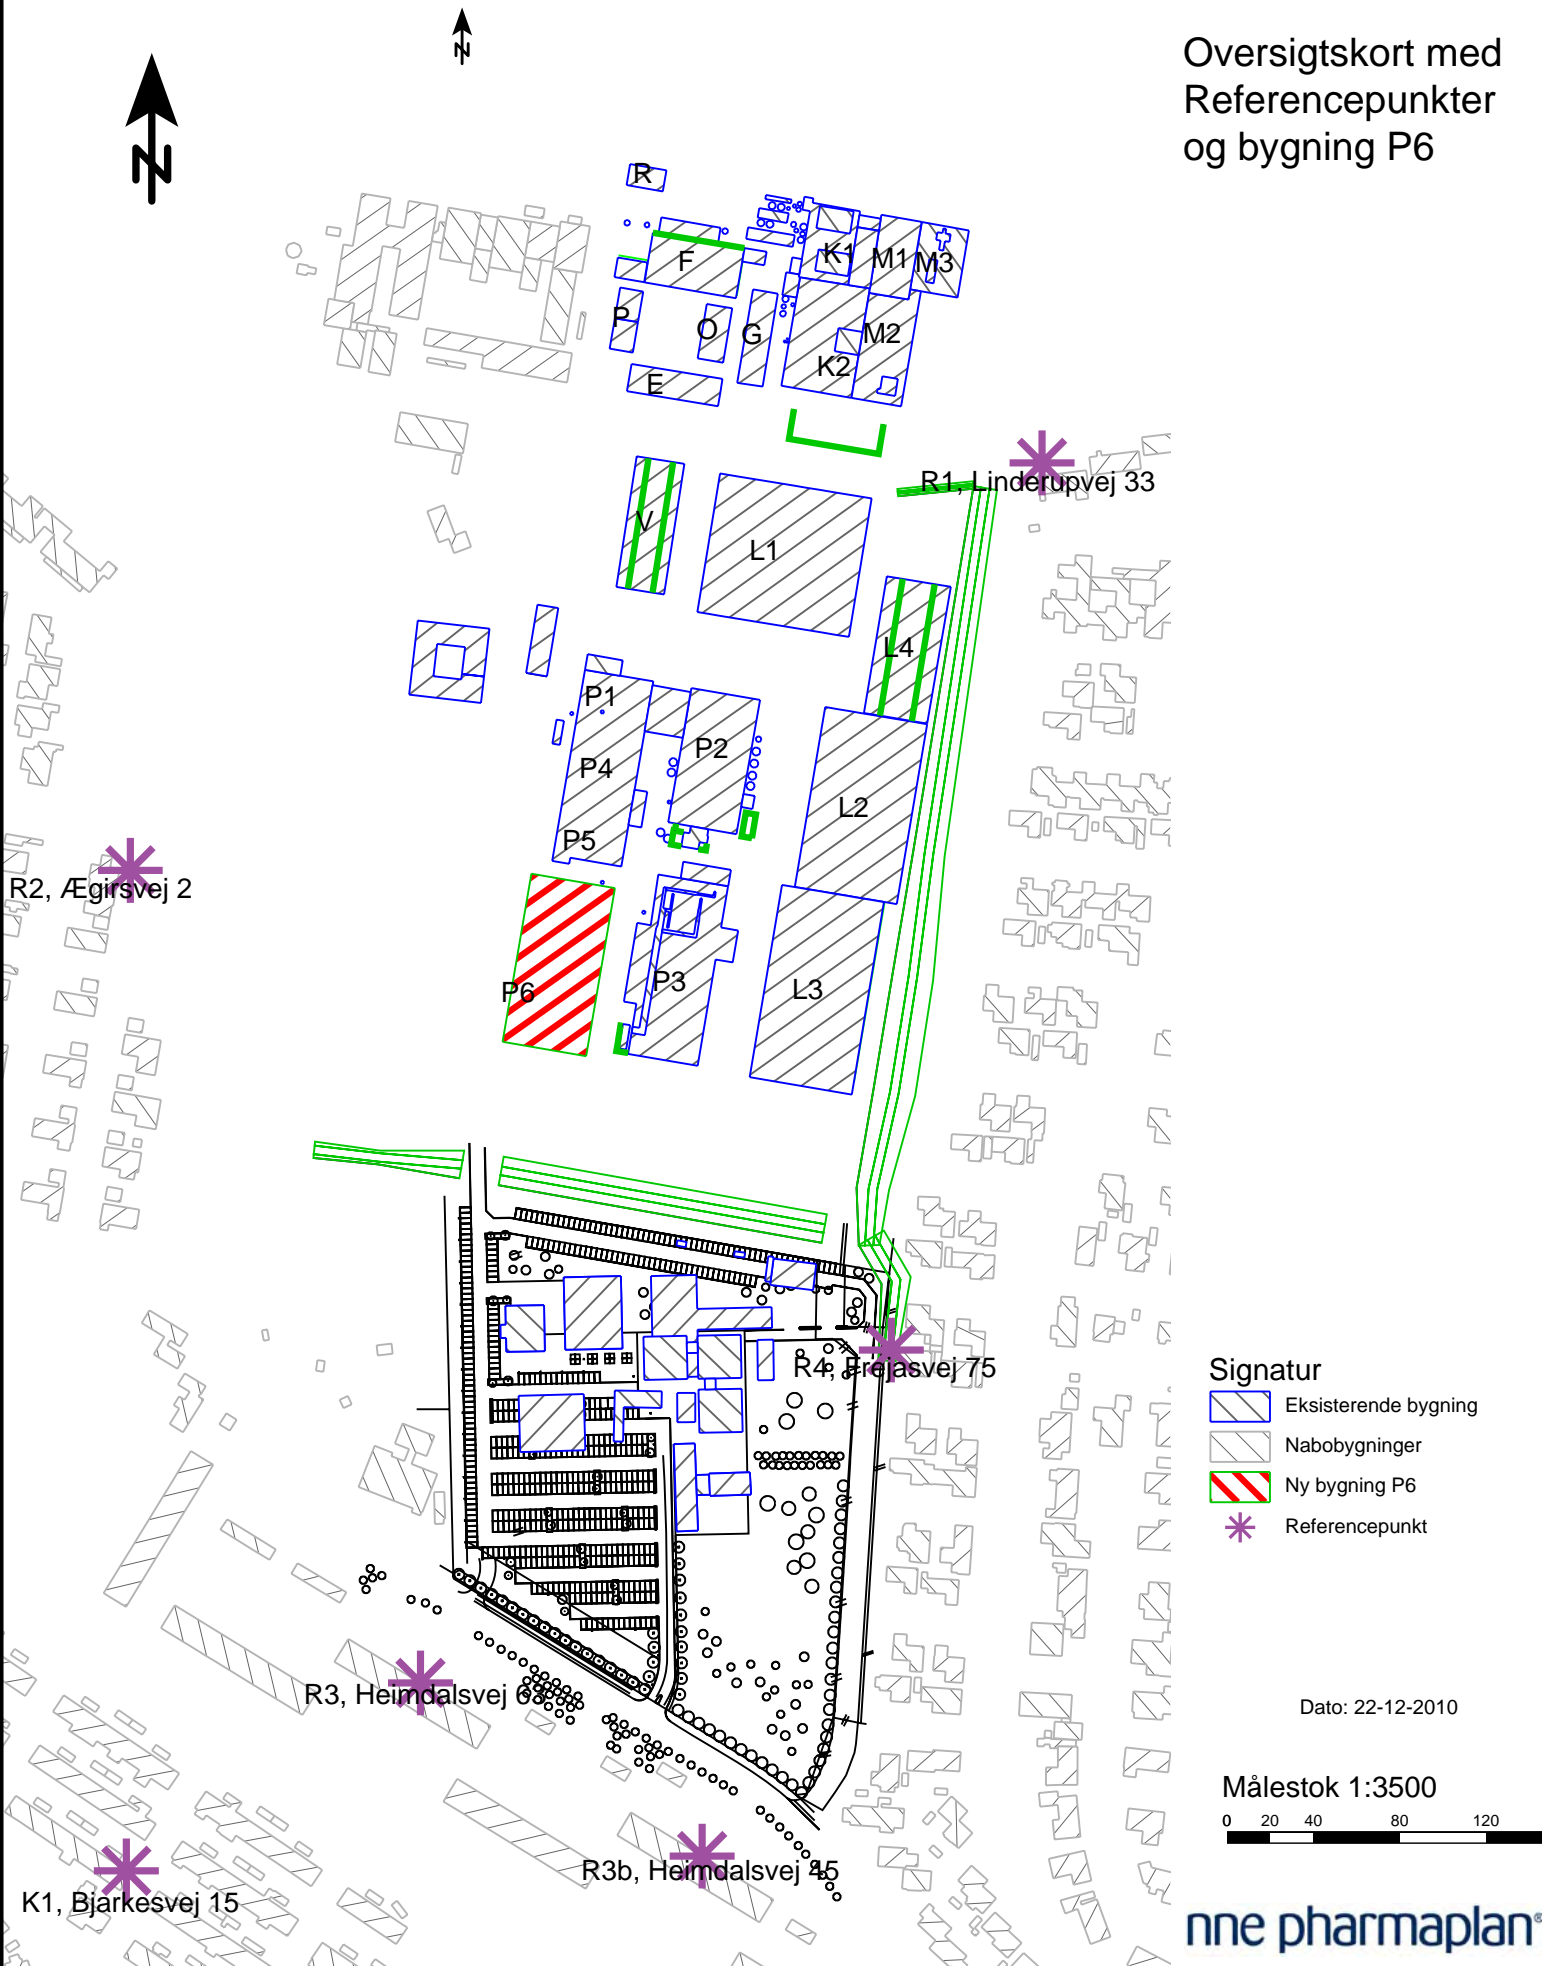 Oversigtskort med
Referencepunkter
og bygning P6
N
N
R
F
K1
M1
M3
P
O
G
M2
K2
E
R1, Linderupvej 33
V
L1
L4
P1
P2
P4
L2
P5
R2, Ægirsvej 2
P6
P3
L3
R4, Frejasvej 75
Signatur
Eksisterende bygning
Nabobygninger
Ny bygning P6
Referencepunkt
R3, Heimdalsvej 63
Dato: 22-12-2010
Målestok 1:3500
0 20 40 80 120
R3b, Heimdalsvej 45
K1, Bjarkesvej 15
nne pharmaplan®